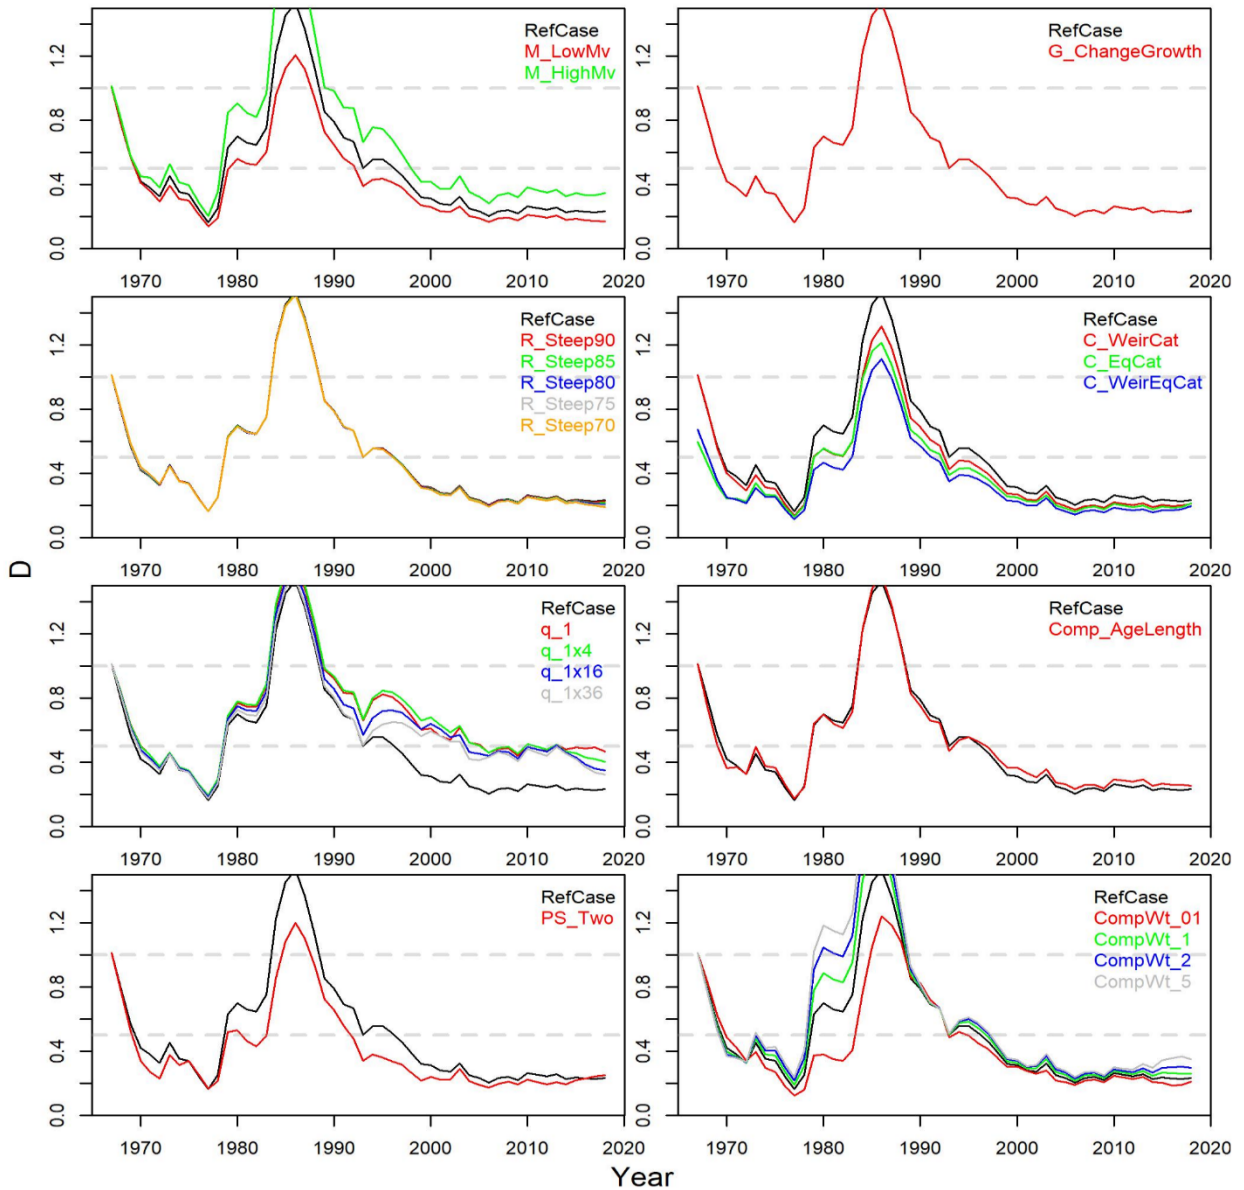 RefCase
M_LowMv
M_HighMv
0.0 0.4 0.8 1.2
1970 1980 1990 2000 2010 2020
RefCase
G_ChangeGrowth
0.0 0.4 0.8 1.2
1970 1980 1990 2000 2010 2020
RefCase
R_Steep90
R_Steep85
R_Steep80
R_Steep75
R_Steep70
0.0 0.4 0.8 1.2
1970 1980 1990 2000 2010 2020
RefCase
C_WeirCat
C_EqCat
C_WeirEqCat
0.0 0.4 0.8 1.2
1970 1980 1990 2000 2010 2020
D
RefCase
q_1
q_1x4
q_1x16
q_1x36
0.0 0.4 0.8 1.2
1970 1980 1990 2000 2010 2020
RefCase
Comp_AgeLength
0.0 0.4 0.8 1.2
1970 1980 1990 2000 2010 2020
RefCase
PS_Two
0.0 0.4 0.8 1.2
1970 1980 1990 2000 2010 2020
RefCase
CompWt_01
CompWt_1
CompWt_2
CompWt_5
0.0 0.4 0.8 1.2
1970 1980 1990 2000 2010 2020
Year